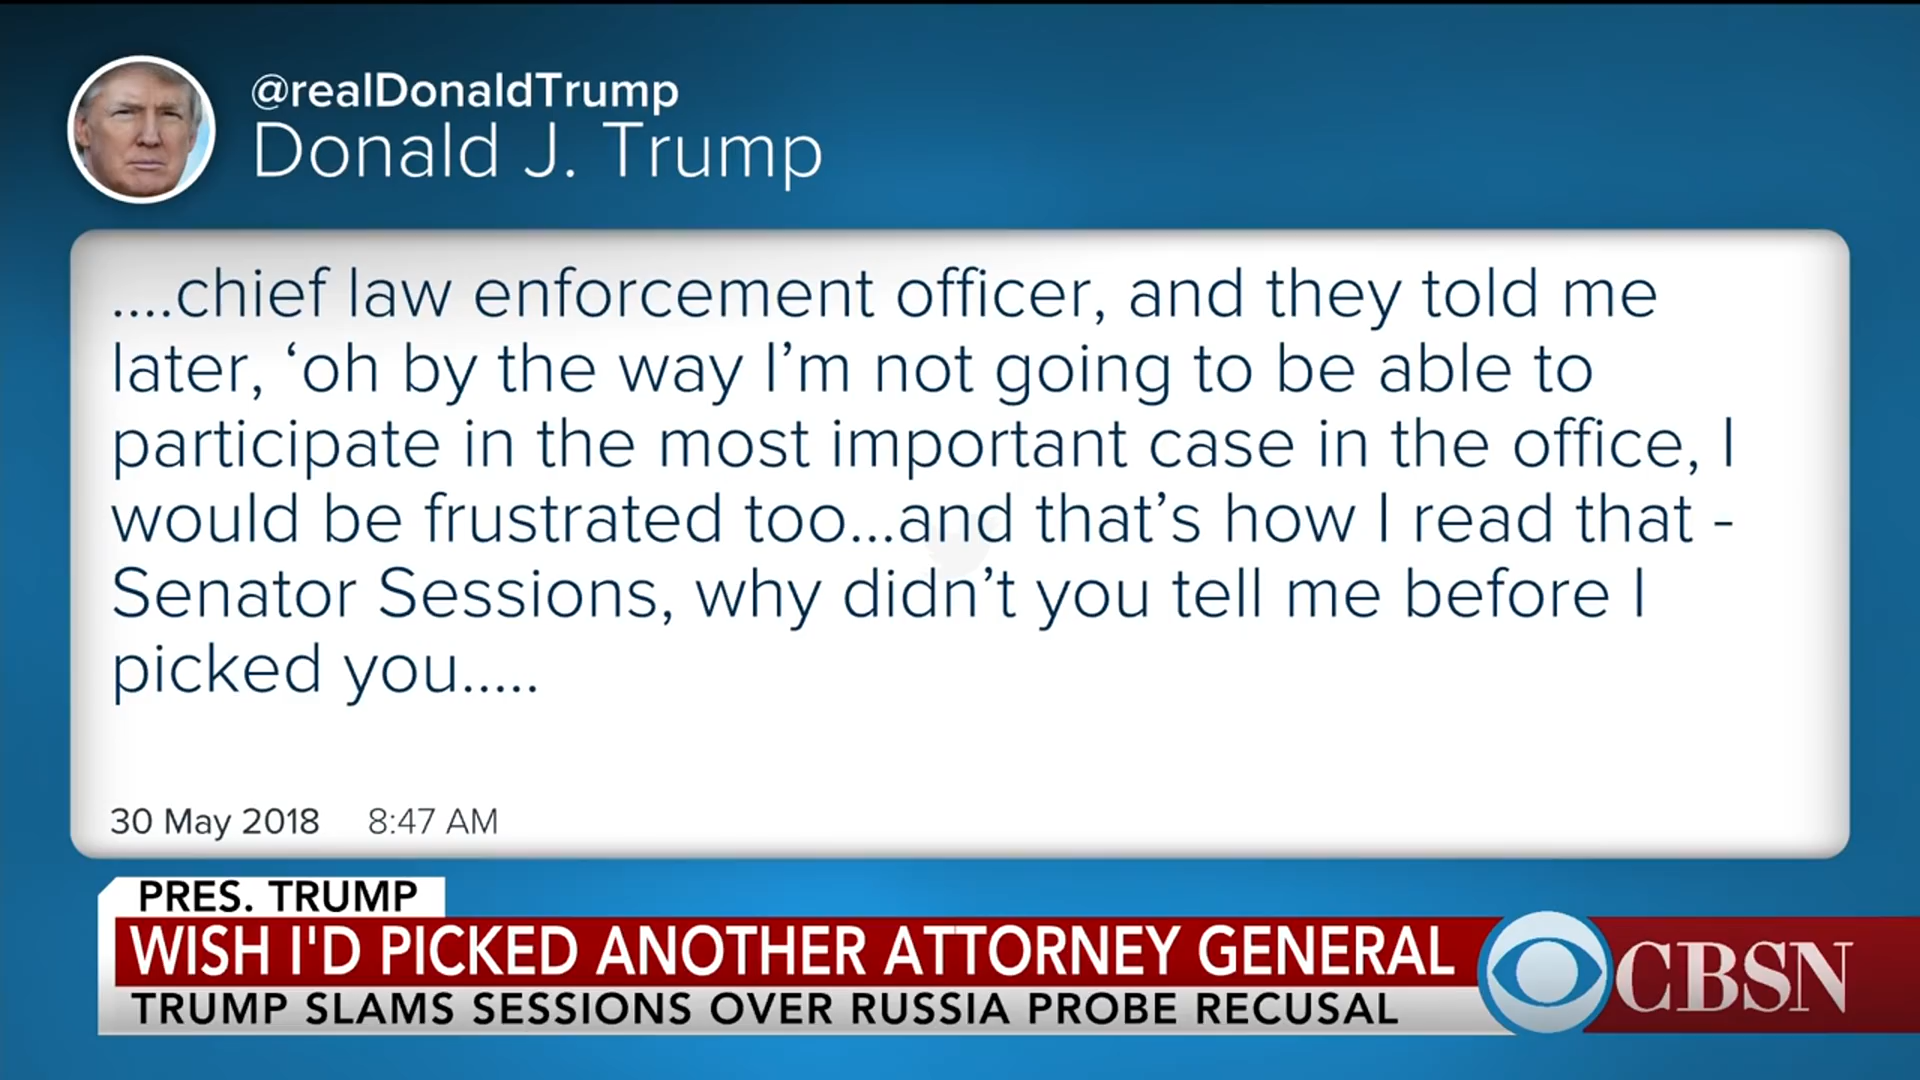 @realDonaldTrump
Donald J. Trump
....chief law enforcement officer, and they told me
later, ‘oh by the way I’m not going to be able to
participate in the most important case in the office, I
would be frustrated too...and that’s how I read that -
Senator Sessions, why didn’t you tell me before I
picked you.....
30 May 2018 8:47 AM
PRES. TRUMP
WISH I'D PICKED ANOTHER ATTORNEY GENERAL
TRUMP SLAMS SESSIONS OVER RUSSIA PROBE RECUSAL
CBSN